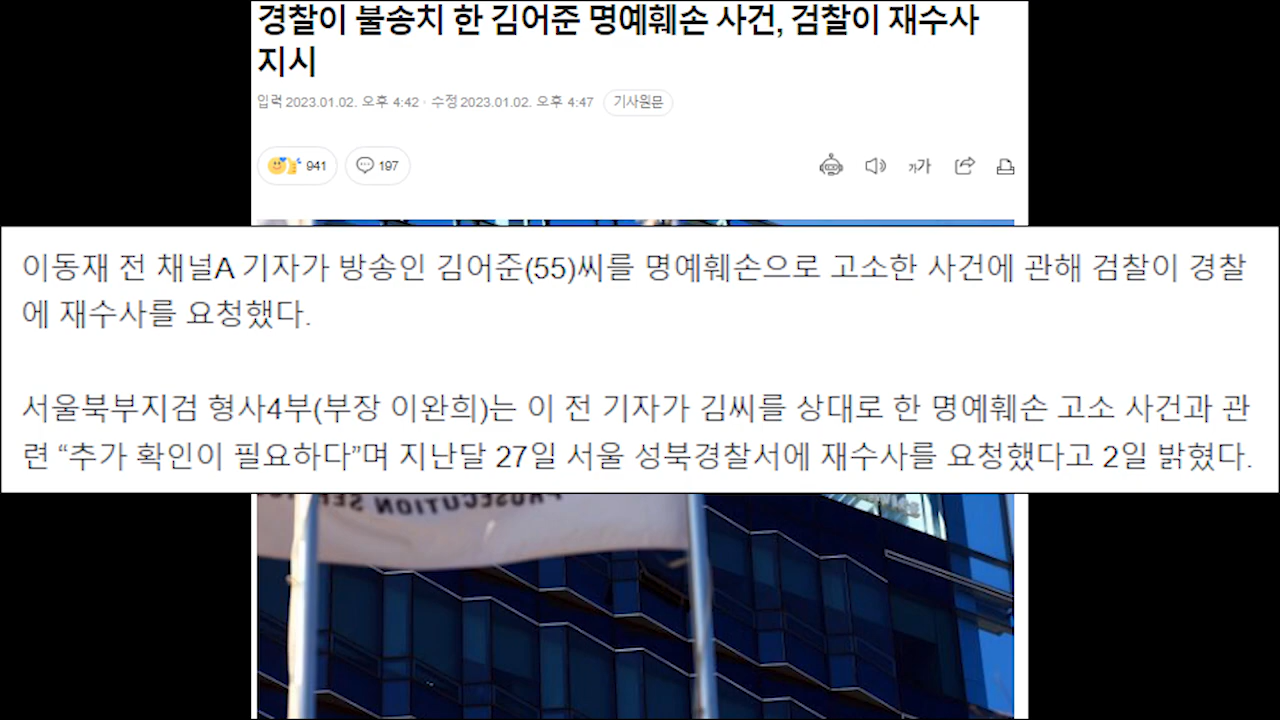 경찰이 불송치 한 김어준 명예훼손 사건, 검찰이 재수사
지시
입력 2023.01.02. 오후 4:42 · 수정 2023.01.02. 오후 4:47 기사원문
941 197 가가
이동재 전 채널A 기자가 방송인 김어준(55)씨를 명예훼손으로 고소한 사건에 관해 검찰이 경찰
에 재수사를 요청했다.
서울북부지검 형사4부(부장 이완희)는 이 전 기자가 김씨를 상대로 한 명예훼손 고소 사건과 관
련 “추가 확인이 필요하다”며 지난달 27일 서울 성북경찰서에 재수사를 요청했다고 2일 밝혔다.
PROSECUTION